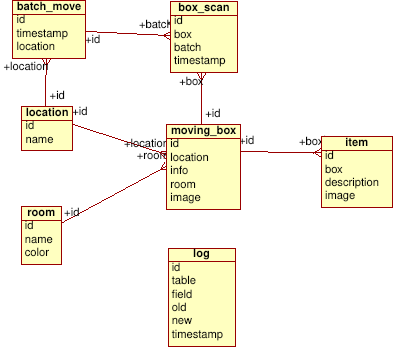 batch_move
id
timestamp
location
box_scan
id
box
batch
timestamp
+batch
+id
+location
+id
+box
+id
location
id
name
+id
+location
+room
moving_box
id
location
info
room
image
+id
+box
item
id
box
description
image
room
id
name
color
+id
log
id
table
field
old
new
timestamp